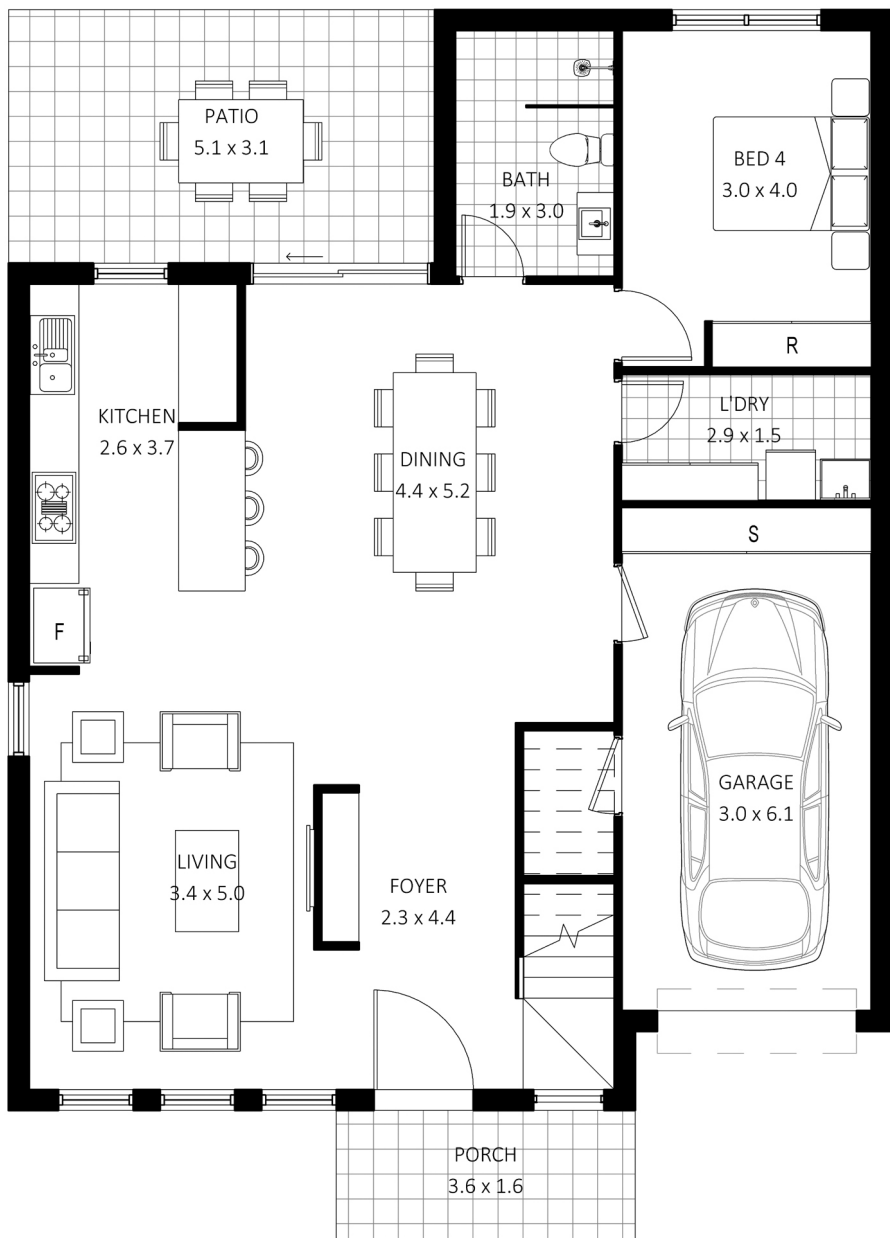 PATIO
5.1 x 3.1
BATH
1.9 x 3.0
BED 4
3.0 x 4.0
R
KITCHEN
2.6 x 3.7
L'DRY
2.9 x 1.5
DINING
4.4 x 5.2
S
F
GARAGE
3.0 x 6.1
LIVING
3.4 x 5.0
FOYER
2.3 x 4.4
PORCH
3.6 x 1.6